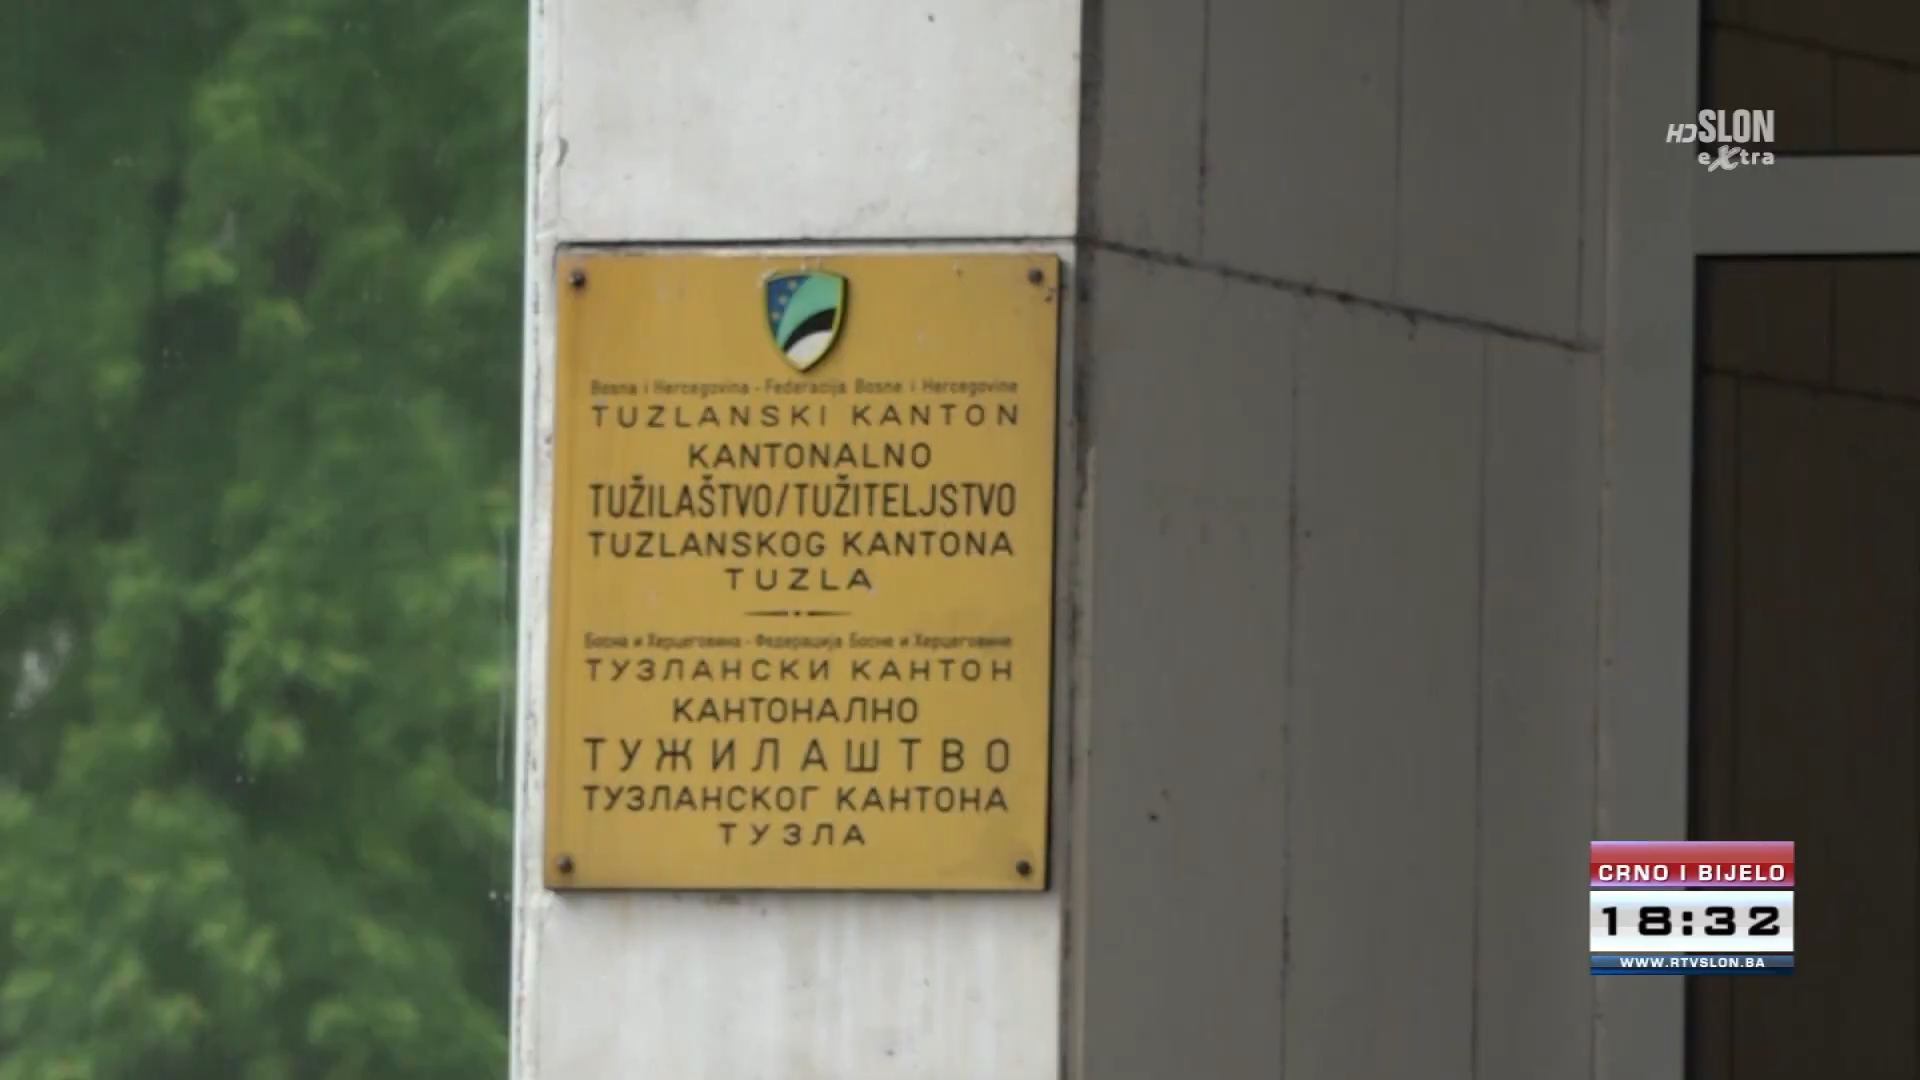 HD SLON
extra
Bosna i Hercegovina - Federacija Bosne i Hercegovine
TUZLANSKI KANTON
KANTONALNO
TUŽILAŠTVO/TUŽITELJSTVO
TUZLANSKOG KANTONA
TUZLA
Босна и Херцеговина - Федерација Босне и Херцеговине
ТУЗЛАНСКИ КАНТОН
КАНТОНАЛНО
ТУЖИЛАШТВО
ТУЗЛАНСКОГ КАНТОНА
ТУЗЛА
CRNO I BIJELO
18:32
WWW.RTVSLON.BA